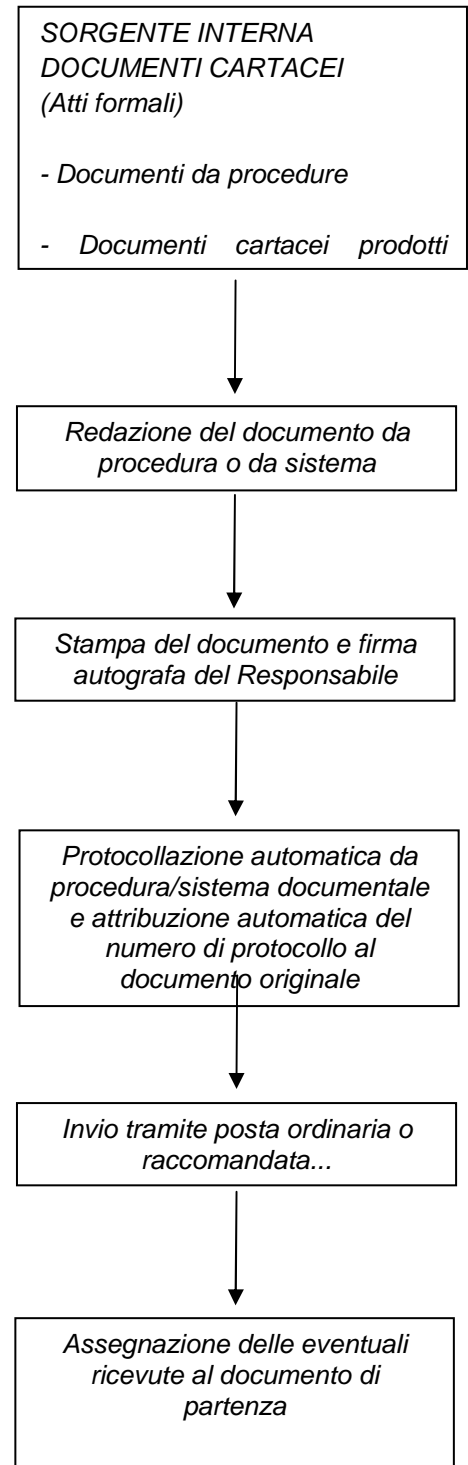 SORGENTE INTERNA
DOCUMENTI CARTACEI
(Atti formali)
- Documenti da procedure
- Documenti cartacei prodotti
Redazione del documento da
procedura o da sistema
Stampa del documento e firma
autografa del Responsabile
Protocollazione automatica da
procedura/sistema documentale
e attribuzione automatica del
numero di protocollo al
documento originale
Invio tramite posta ordinaria o
raccomandata...
Assegnazione delle eventuali
ricevute al documento di
partenza